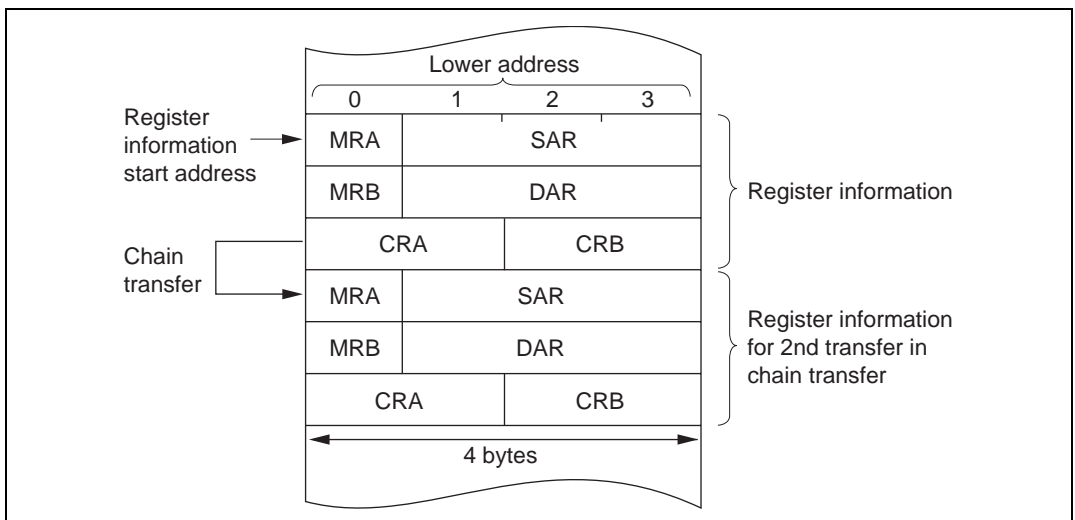 Lower address
0 1 2 3
Register
information
start address
MRA SAR
MRB DAR
Register information
CRA CRB
Chain
transfer
MRA SAR
MRB DAR
Register information
for 2nd transfer in
chain transfer
CRA CRB
4 bytes